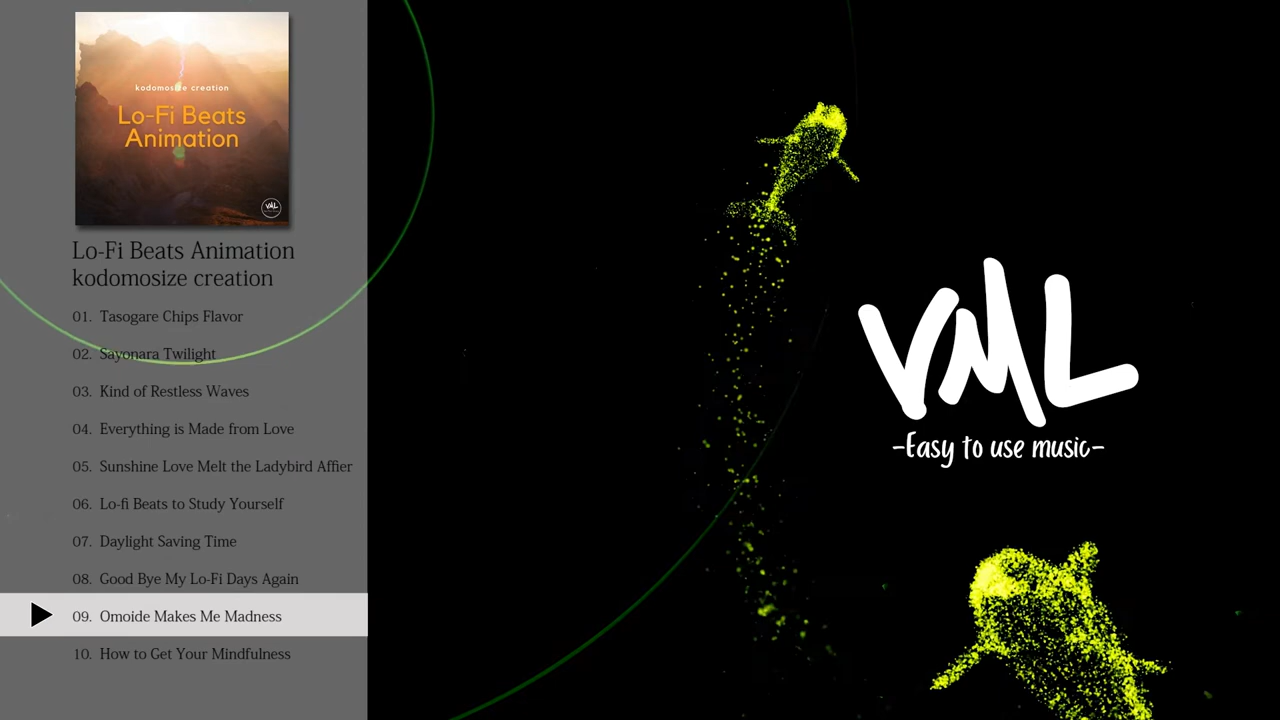 kodomosize creation
Lo-Fi Beats
Animation
VML
Lo-Fi Beats Animation
kodomosize creation
01. Tasogare Chips Flavor
02. Sayonara Twilight
03. Kind of Restless Waves
04. Everything is Made from Love
05. Sunshine Love Melt the Ladybird Affier
06. Lo-fi Beats to Study Yourself
07. Daylight Saving Time
08. Good Bye My Lo-Fi Days Again
09. Omoide Makes Me Madness
10. How to Get Your Mindfulness
VML
-Easy to use music-